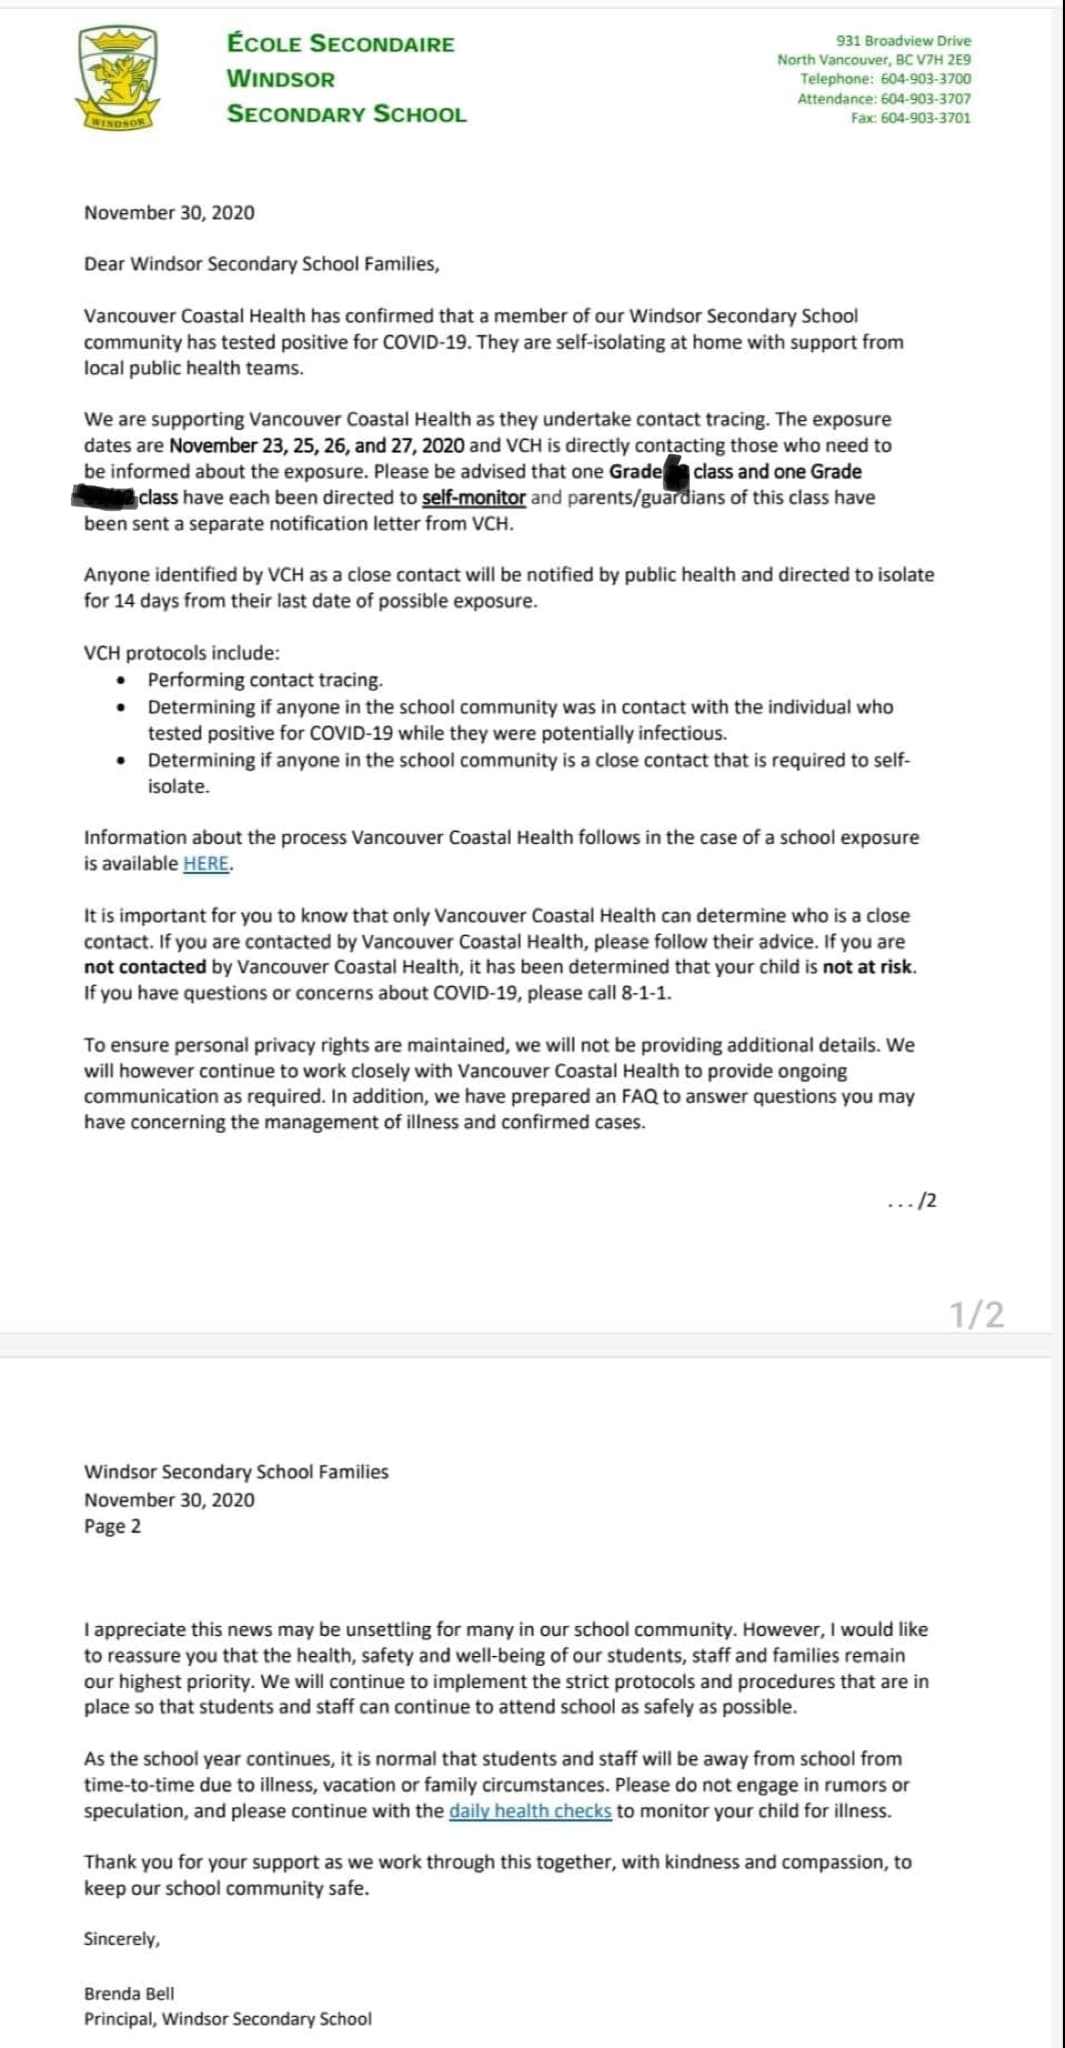 WINDSOR
ÉCOLE SECONDAIRE
WINDSOR
SECONDARY SCHOOL
931 Broadview Drive
North Vancouver, BC V7H 2E9
Telephone: 604-903-3700
Attendance: 604-903-3707
Fax: 604-903-3701
November 30, 2020
Dear Windsor Secondary School Families,
Vancouver Coastal Health has confirmed that a member of our Windsor Secondary School
community has tested positive for COVID-19. They are self-isolating at home with support from
local public health teams.
We are supporting Vancouver Coastal Health as they undertake contact tracing. The exposure
dates are November 23, 25, 26, and 27, 2020 and VCH is directly contacting those who need to
be informed about the exposure. Please be advised that one Grade class and one Grade
class have each been directed to self-monitor and parents/guardians of this class have
been sent a separate notification letter from VCH.
Anyone identified by VCH as a close contact will be notified by public health and directed to isolate
for 14 days from their last date of possible exposure.
VCH protocols include:
• Performing contact tracing.
• Determining if anyone in the school community was in contact with the individual who
tested positive for COVID-19 while they were potentially infectious.
• Determining if anyone in the school community is a close contact that is required to self-
isolate.
Information about the process Vancouver Coastal Health follows in the case of a school exposure
is available HERE.
It is important for you to know that only Vancouver Coastal Health can determine who is a close
contact. If you are contacted by Vancouver Coastal Health, please follow their advice. If you are
not contacted by Vancouver Coastal Health, it has been determined that your child is not at risk.
If you have questions or concerns about COVID-19, please call 8-1-1.
To ensure personal privacy rights are maintained, we will not be providing additional details. We
will however continue to work closely with Vancouver Coastal Health to provide ongoing
communication as required. In addition, we have prepared an FAQ to answer questions you may
have concerning the management of illness and confirmed cases.
.../2
1/2
Windsor Secondary School Families
November 30, 2020
Page 2
I appreciate this news may be unsettling for many in our school community. However, I would like
to reassure you that the health, safety and well-being of our students, staff and families remain
our highest priority. We will continue to implement the strict protocols and procedures that are in
place so that students and staff can continue to attend school as safely as possible.
As the school year continues, it is normal that students and staff will be away from school from
time-to-time due to illness, vacation or family circumstances. Please do not engage in rumors or
speculation, and please continue with the daily health checks to monitor your child for illness.
Thank you for your support as we work through this together, with kindness and compassion, to
keep our school community safe.
Sincerely,
Brenda Bell
Principal, Windsor Secondary School